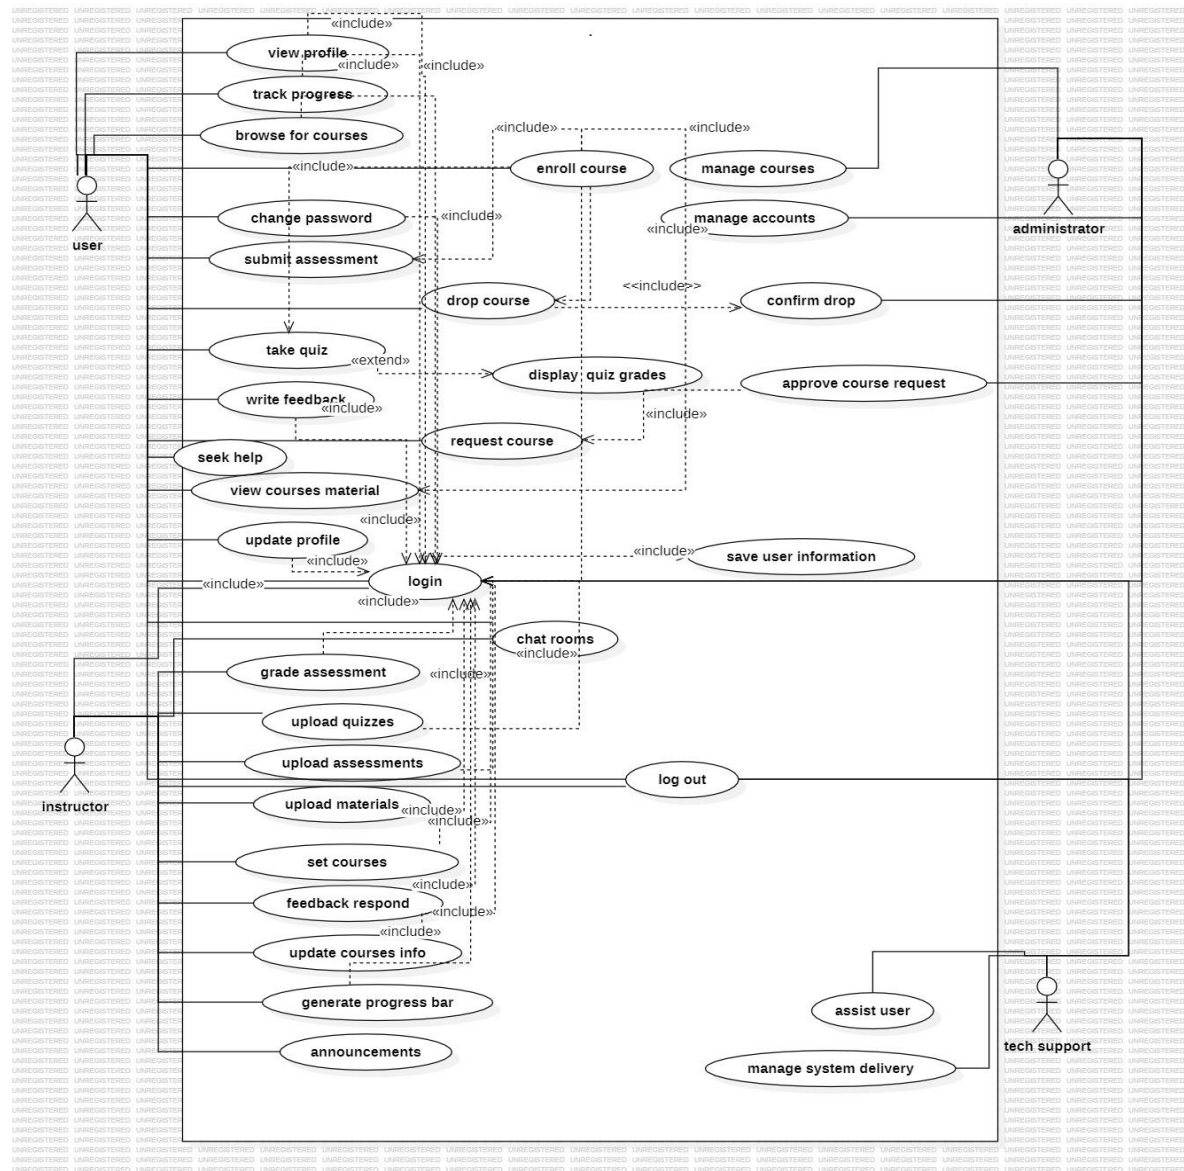 UNREGISTERED
«include»
view profile
«include»
«include»
track progress
«include»
«include»
browse for courses
«include»
enroll course
manage courses
change password
«include»
manage accounts
«include»
administrator
user
submit assessment
<<include>>
drop course
confirm drop
take quiz
«extend»
display quiz grades
approve course request
write feedback
«include»
«include»
request course
seek help
view courses material
«include»
update profile
«include»
«include»
save user information
login
«include»
«include»
chat rooms
«include»
grade assessment
«include»
upload quizzes
upload assessments
log out
instructor
upload materials
«include»
«include»
set courses
«include»
feedback respond
«include»
«include»
update courses info
generate progress bar
assist user
tech support
announcements
manage system delivery